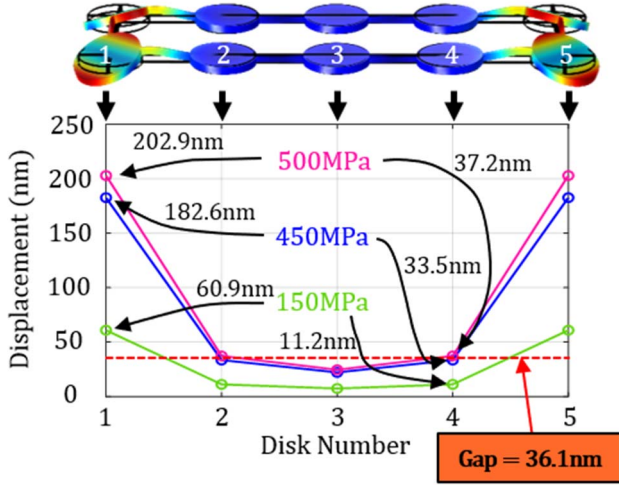 1 2 3 4 5
250
200
150
100
50
0
Displacement (nm)
202.9nm
500MPa
37.2nm
182.6nm
450MPa
33.5nm
60.9nm
150MPa
11.2nm
1 2 3 4 5
Disk Number
Gap = 36.1nm